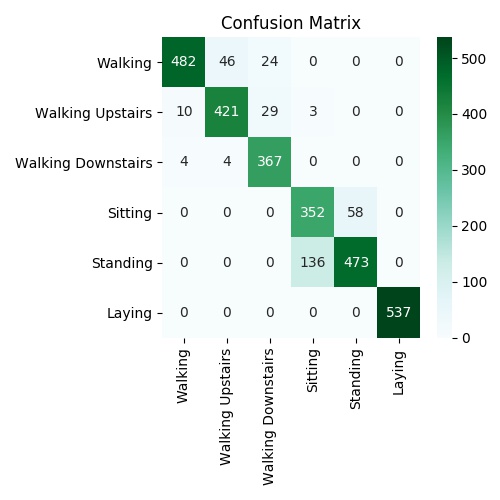 Confusion Matrix
Walking 482 46 24 0 0 0
Walking Upstairs 10 421 29 3 0 0
Walking Downstairs 4 4 367 0 0 0
Sitting 0 0 0 352 58 0
Standing 0 0 0 136 473 0
Laying 0 0 0 0 0 537
Walking
Walking Upstairs
Walking Downstairs
Sitting
Standing
Laying
500
400
300
200
100
0